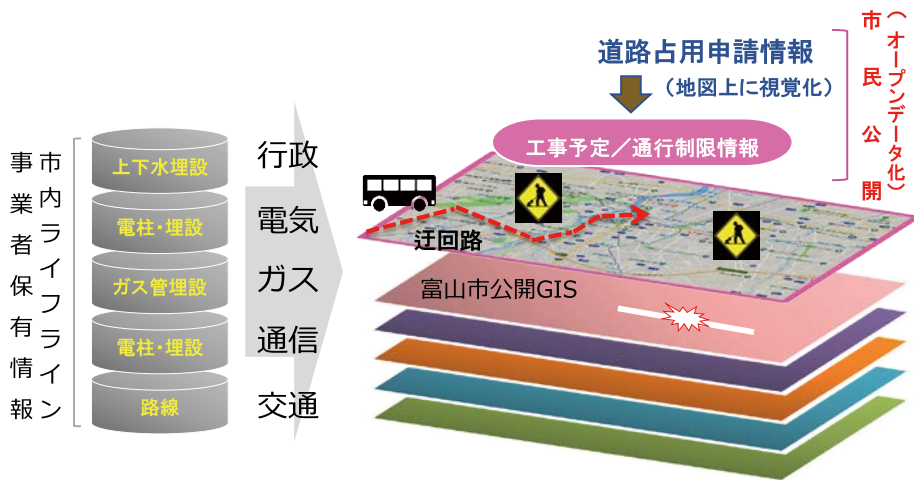 市内ライフライン
事業者保有情報
上下水埋設
電柱・埋設
ガス管埋設
電柱・埋設
路線
行政
電気
ガス
通信
交通
道路占用申請情報
（地図上に視覚化）
工事予定／通行制限情報
迂回路
富山市公開GIS
市民公開
（オープンデータ化）